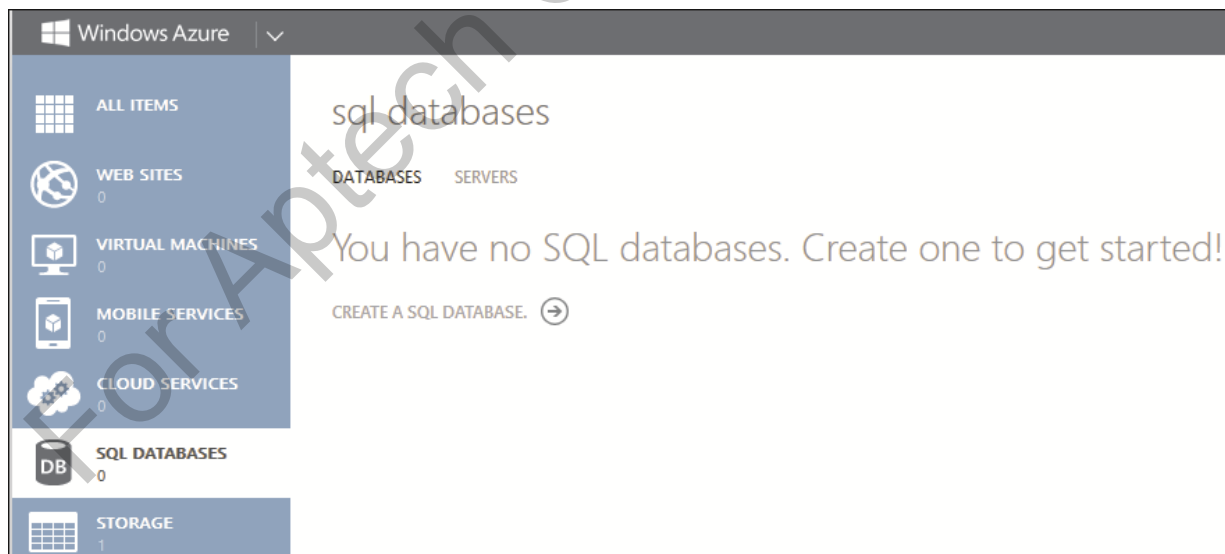 Windows Azure
ALL ITEMS
WEB SITES
0
VIRTUAL MACHINES
0
MOBILE SERVICES
0
CLOUD SERVICES
0
DB
SQL DATABASES
0
STORAGE
1
sql databases
DATABASES SERVERS
You have no SQL databases. Create one to get started!
CREATE A SQL DATABASE.
For Aptech